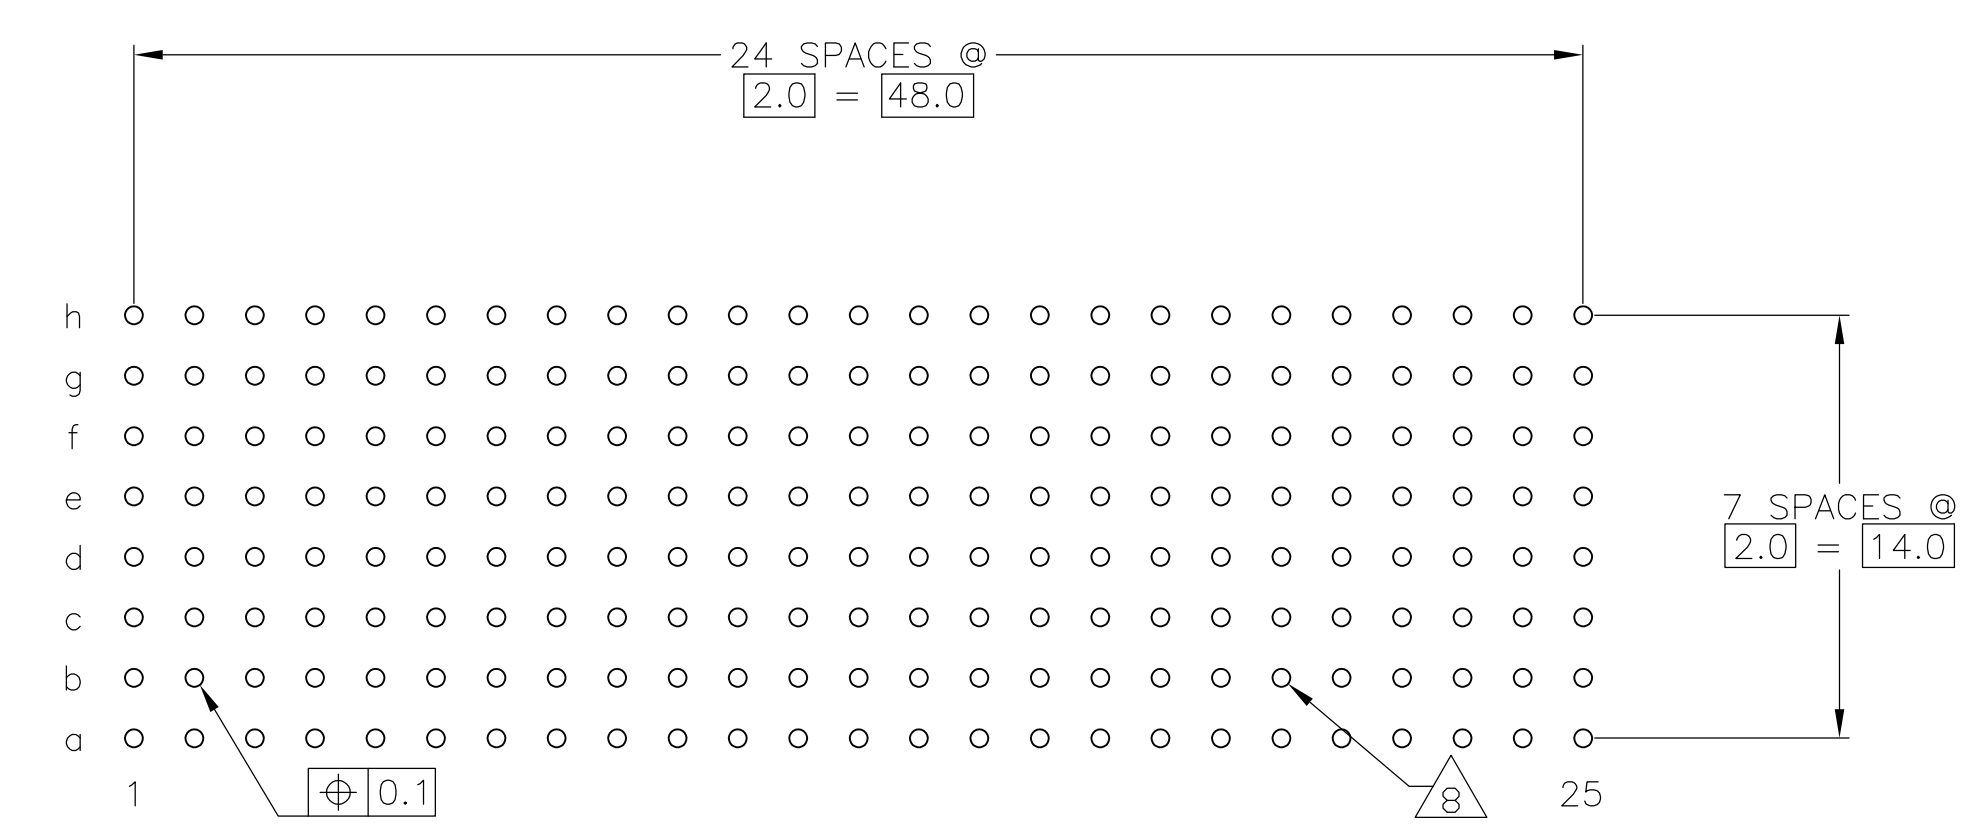 24 SPACES @
2.0 = 48.0
h
g
f
e
7 SPACES @
2.0 = 14.0
d
c
b
a
1
⌖ 0.1
8
25